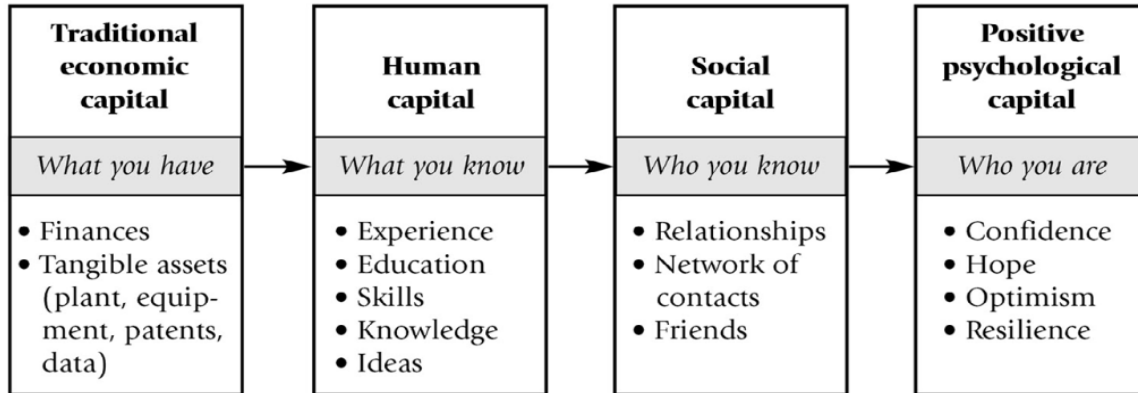 Traditional
economic
capital
What you have
• Finances
• Tangible assets
(plant, equip-
ment, patents,
data)
Human
capital
What you know
• Experience
• Education
• Skills
• Knowledge
• Ideas
Social
capital
Who you know
• Relationships
• Network of
contacts
• Friends
Positive
psychological
capital
Who you are
• Confidence
• Hope
• Optimism
• Resilience